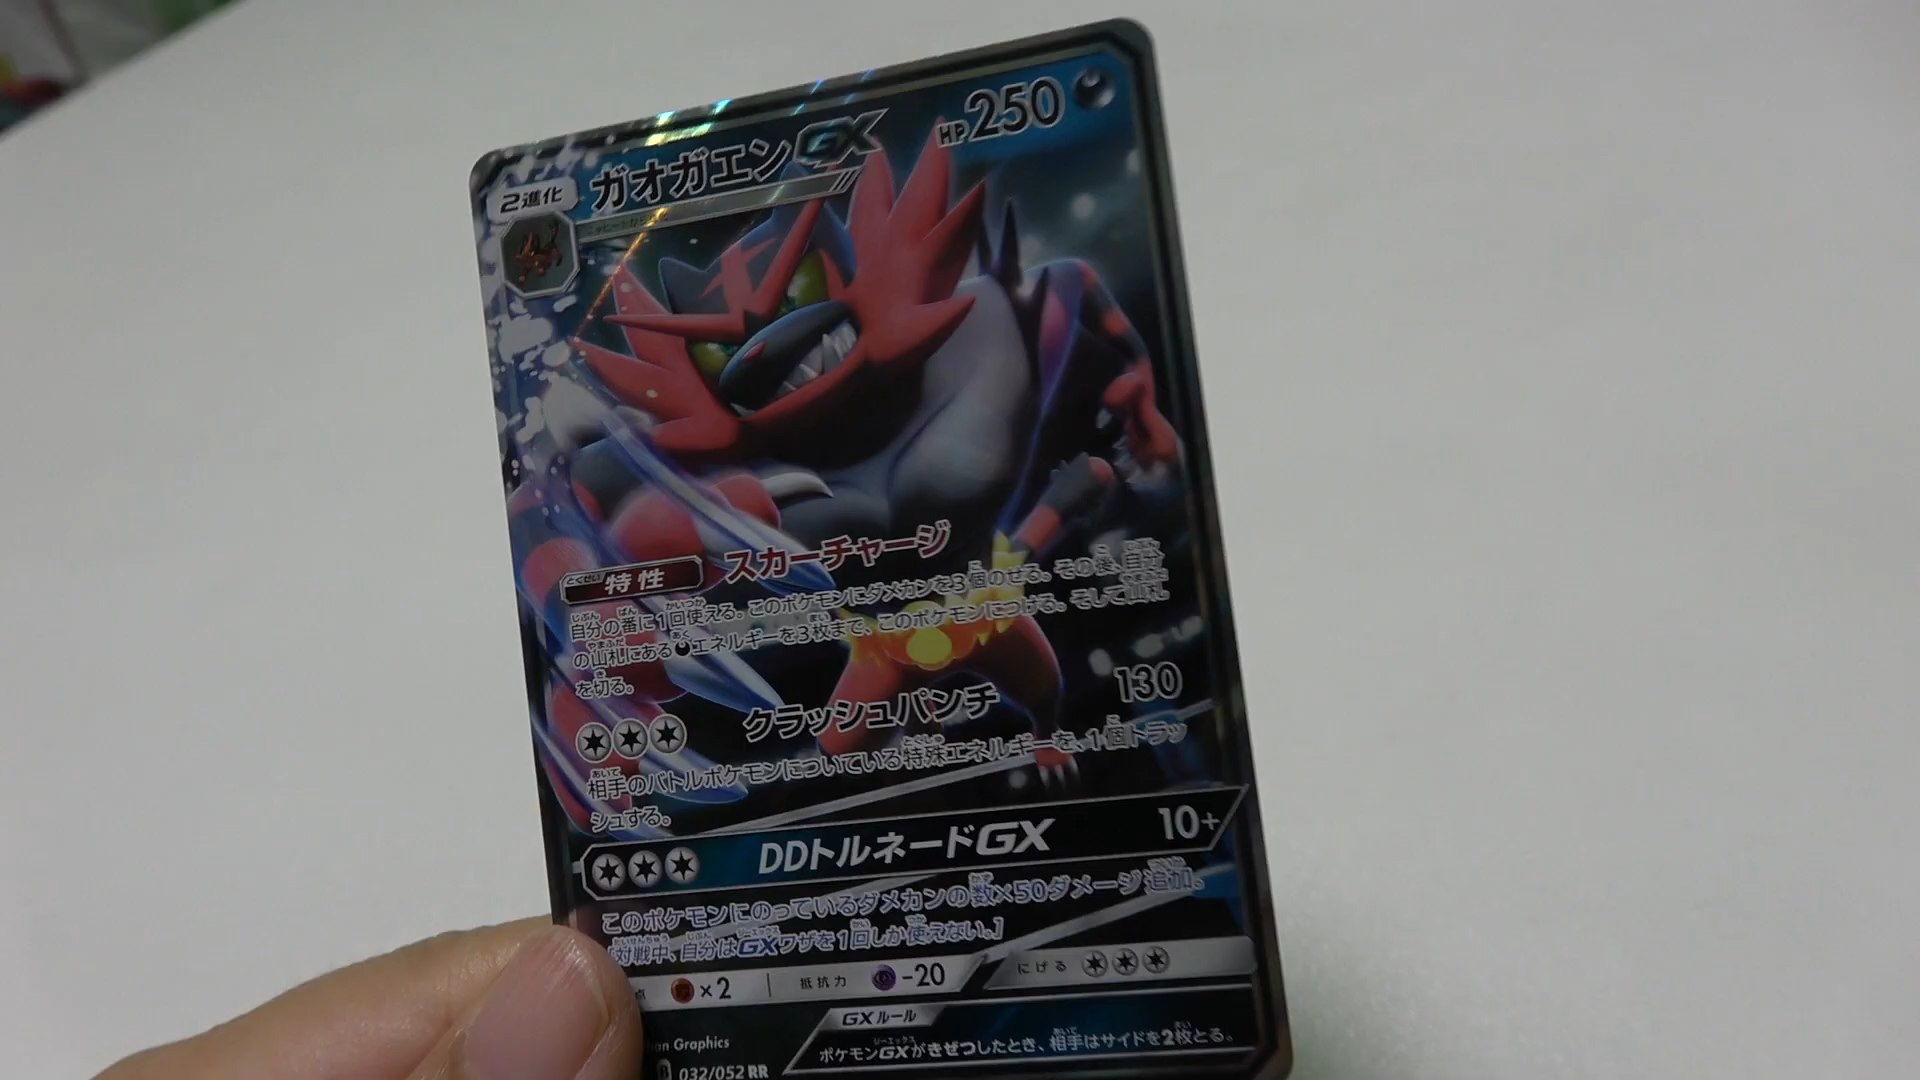 2進化
ガオガエンGX
HP250
とくせい
特性
スカーチャージ
自分の番に1回使える。このポケモンにダメカンを3個のせる。その後、自分
の山札にあるエネルギーを3枚まで、このポケモンにつける。そして山札
を切る。
クラッシュパンチ
130
相手のバトルポケモンについている特殊エネルギーを、1個トラッ
シュする。
DDトルネードGX
10+
このポケモンにのっているダメカンの数×50ダメージ追加。
[対戦中、自分はGXワザを1回しか使えない。]
点 ×2
抵抗力 -20
にげる
GXルール
ポケモンGXがきぜつしたとき、相手はサイドを2枚とる。
Graphics
032/052 RR